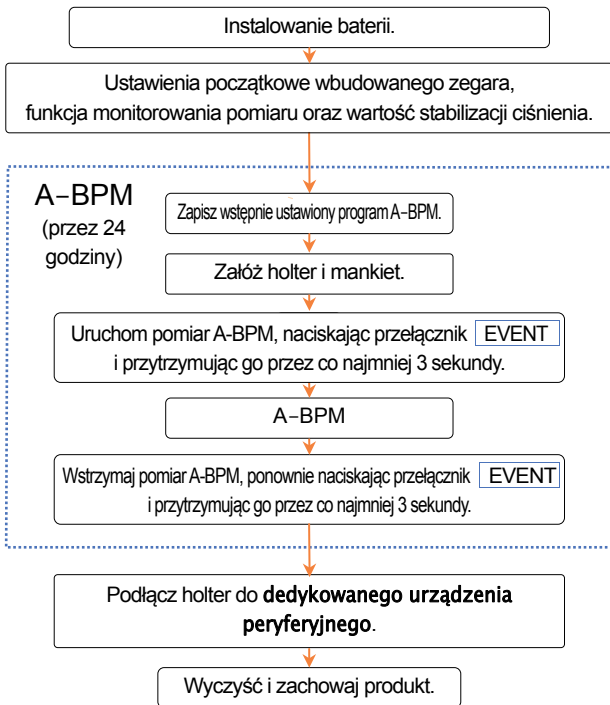 Instalowanie baterii.
Ustawienia początkowe wbudowanego zegara,
funkcja monitorowania pomiaru oraz wartość stabilizacji ciśnienia.
A-BPM
(przez 24
godziny)
Zapisz wstępnie ustawiony program A-BPM.
Załóż holter i mankiet.
Uruchom pomiar A-BPM, naciskając przełącznik EVENT
i przytrzymując go przez co najmniej 3 sekundy.
A-BPM
Wstrzymaj pomiar A-BPM, ponownie naciskając przełącznik EVENT
i przytrzymując go przez co najmniej 3 sekundy.
Podłącz holter do dedykowanego urządzenia
peryferyjnego.
Wyczyść i zachowaj produkt.